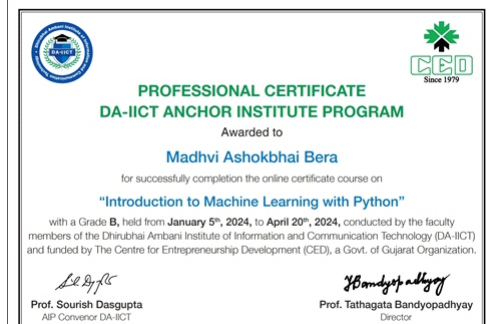 DA-IICT
CED
Since 1979
PROFESSIONAL CERTIFICATE
DA-IICT ANCHOR INSTITUTE PROGRAM
Awarded to
Madhvi Ashokbhai Bera
for successfully completion the online certificate course on
“Introduction to Machine Learning with Python”
with a Grade B, held from January 5th, 2024, to April 20th, 2024, conducted by the faculty
members of the Dhirubhai Ambani Institute of Information and Communication Technology (DA-IICT)
and funded by The Centre for Entrepreneurship Development (CED), a Govt. of Gujarat Organization.
TBandyopadhyay
Prof. Sourish Dasgupta
Prof. Tathagata Bandyopadhyay
AIP Convenor DA-IICT
Director